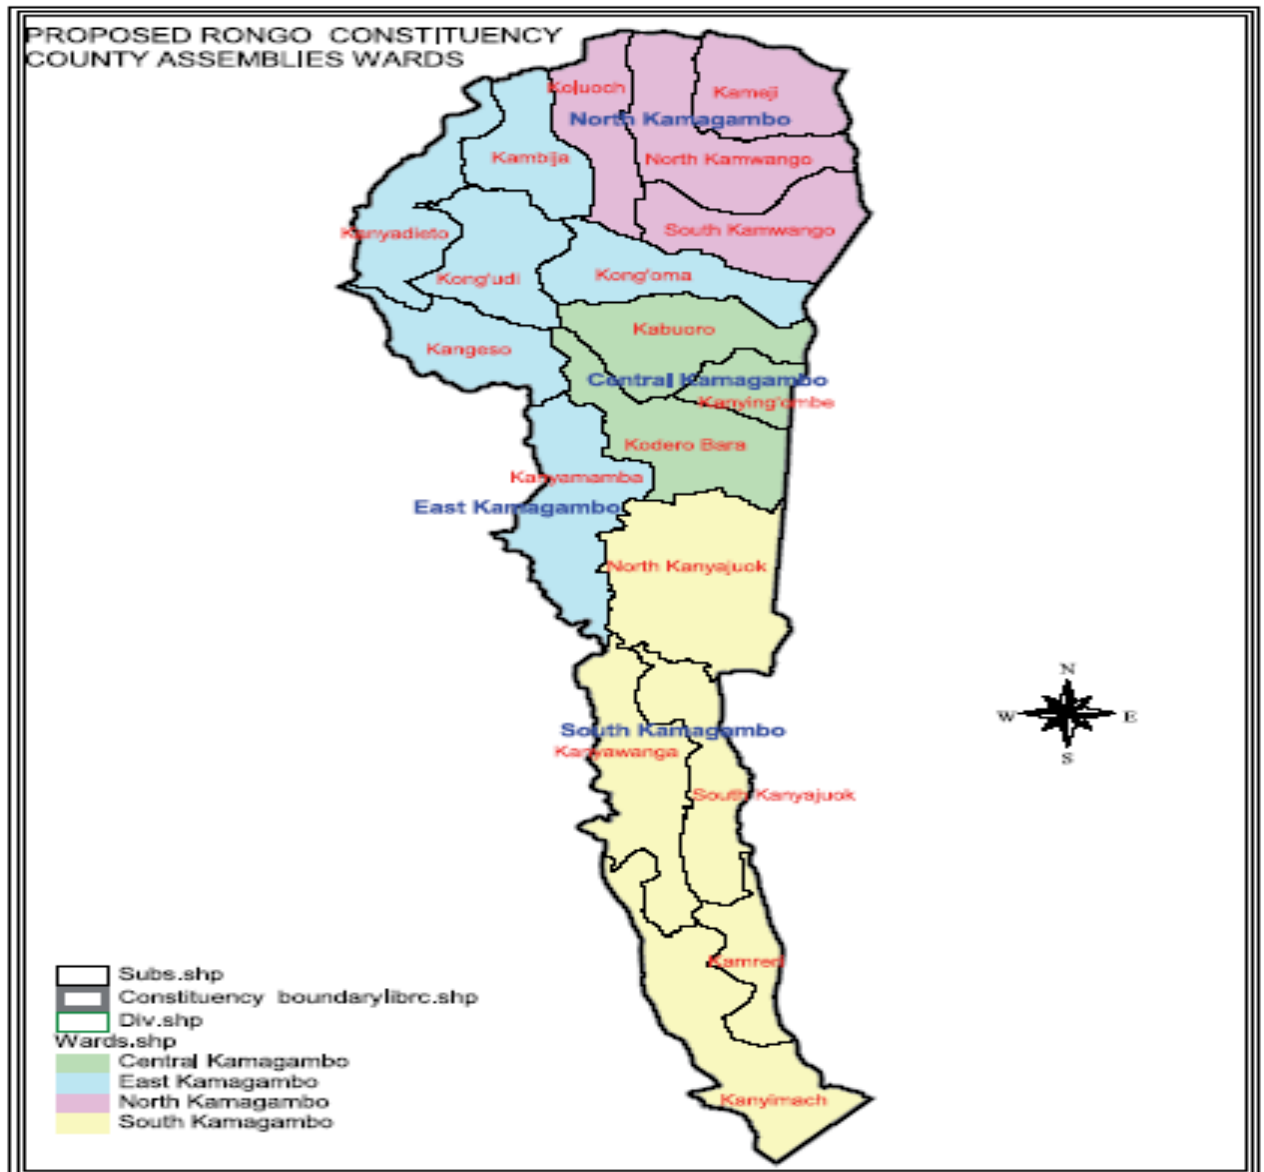 PROPOSED RONGO CONSTITUENCY
COUNTY ASSEMBLIES WARDS
Koluoch
Kameji
North Kamagambo
Kambija
North Kamwango
Kanyadieto
South Kamwango
Kong'udi
Kong'oma
Kabuoro
Kangeso
Central Kamagambo
Kanying'ombe
Kodero Bara
Kanyamamba
East Kamagambo
North Kanyajuok
N
W
E
S
South Kamagambo
Kanyawanga
South Kanyajuok
Kamreri
Kanyimach
Subs.shp
Constituency boundarylibrc.shp
Div.shp
Wards.shp
Central Kamagambo
East Kamagambo
North Kamagambo
South Kamagambo